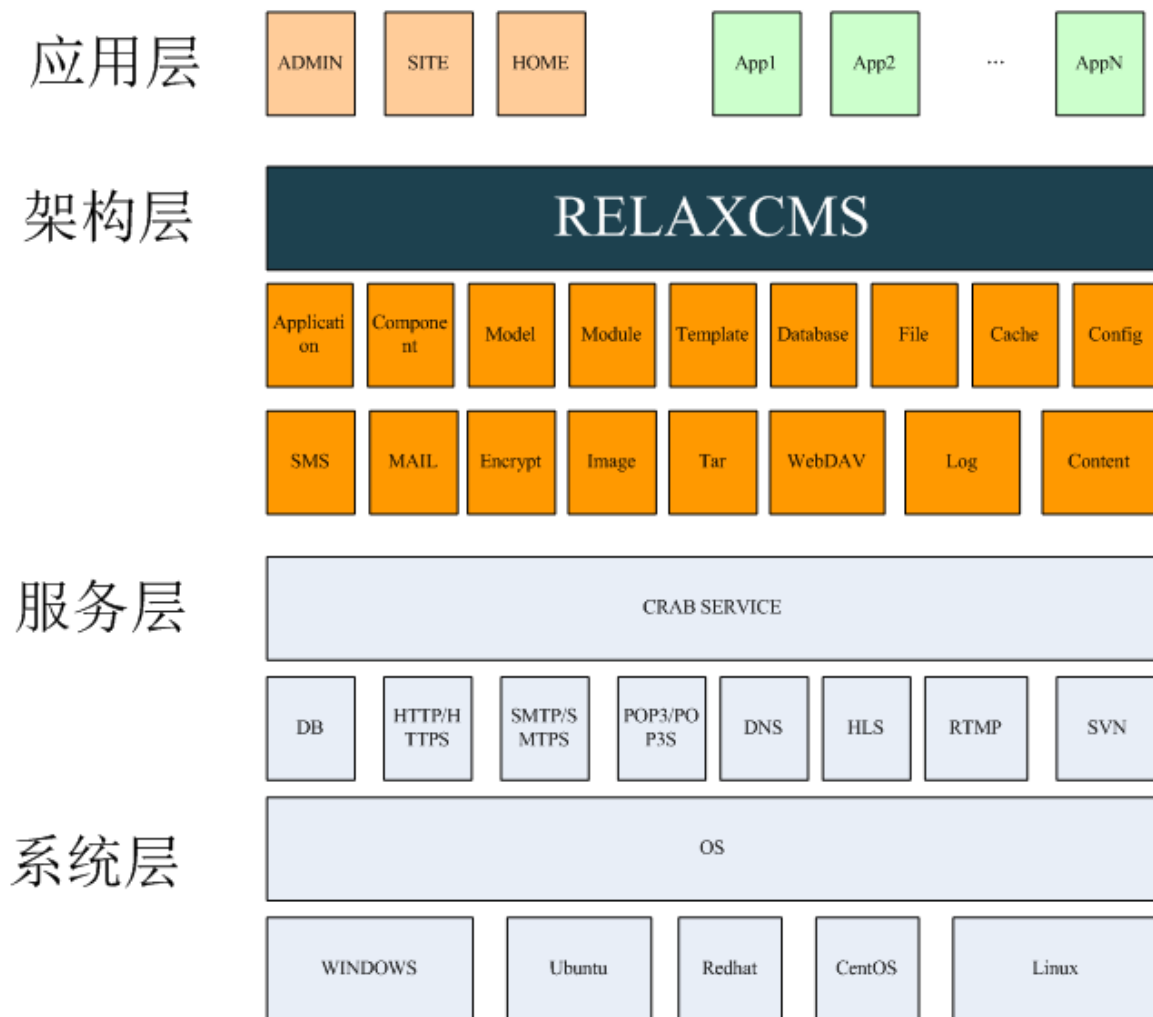 应用层
ADMIN
SITE
HOME
App1
App2
...
AppN
架构层
RELAXCMS
Applicati
on
Compone
nt
Model
Module
Template
Database
File
Cache
Config
SMS
MAIL
Encrypt
Image
Tar
WebDAV
Log
Content
服务层
CRAB SERVICE
DB
HTTP/H
TTPS
SMTP/S
MTPS
POP3/PO
P3S
DNS
HLS
RTMP
SVN
系统层
OS
WINDOWS
Ubuntu
Redhat
CentOS
Linux